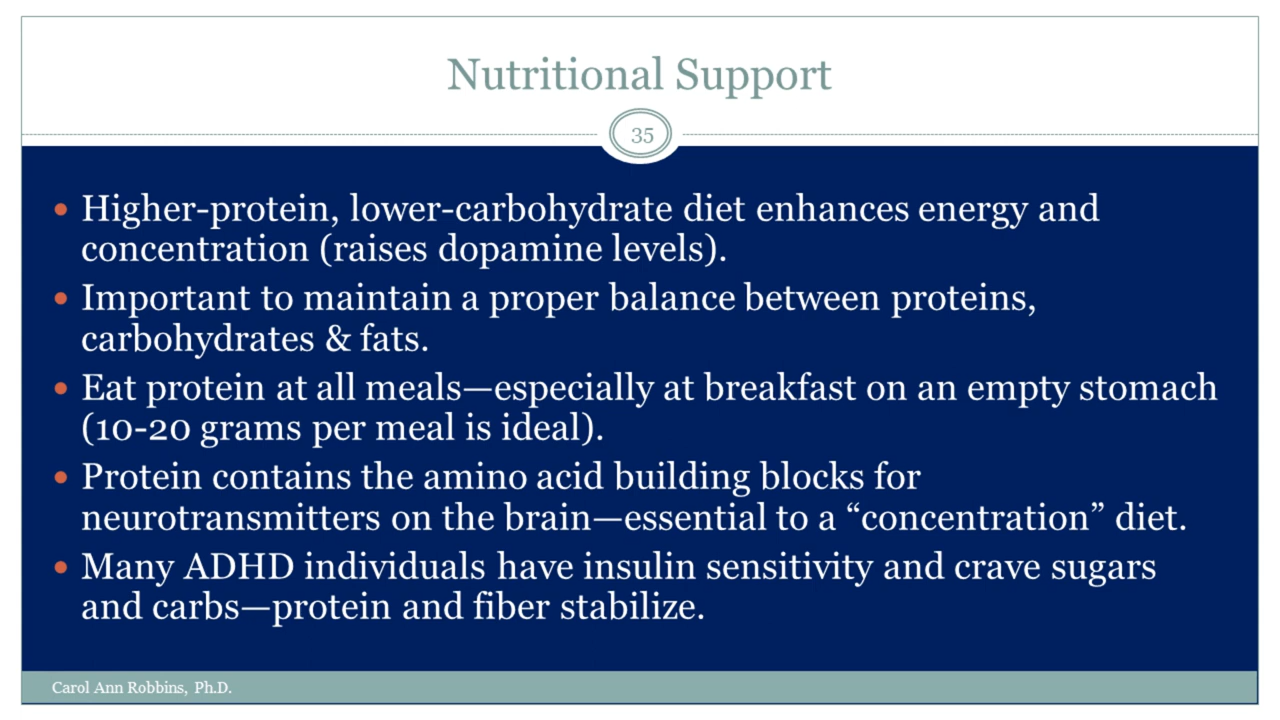 Nutritional Support
35
• Higher-protein, lower-carbohydrate diet enhances energy and
concentration (raises dopamine levels).
• Important to maintain a proper balance between proteins,
carbohydrates & fats.
• Eat protein at all meals—especially at breakfast on an empty stomach
(10-20 grams per meal is ideal).
• Protein contains the amino acid building blocks for
neurotransmitters on the brain—essential to a “concentration” diet.
• Many ADHD individuals have insulin sensitivity and crave sugars
and carbs—protein and fiber stabilize.
Carol Ann Robbins, Ph.D.